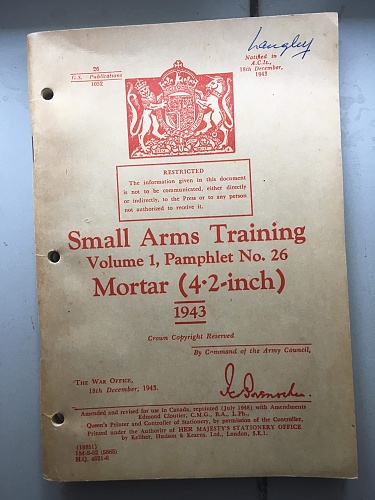 Langley
26
G.S. Publications
1052
Notified in
A.C.Is.,
18th December,
1943
RESTRICTED
The information given in this document
is not to be communicated, either directly
or indirectly, to the Press or to any person
not authorized to receive it.
Small Arms Training
Volume 1, Pamphlet No. 26
Mortar (4·2-inch)
1943
Crown Copyright Reserved
By Command of the Army Council,
THE WAR OFFICE,
18th December, 1943.
Amended and revised for use in Canada, reprinted (July 1948) with Amendments
Edmond Cloutier, C.M.G., B.A., L.Ph.,
Queen's Printer and Controller of Stationery, by permission of the Controller,
Printed under the Authority of HER MAJESTY'S STATIONERY OFFICE
by Keliher, Hudson & Kearns, Ltd., London, S.E.1.